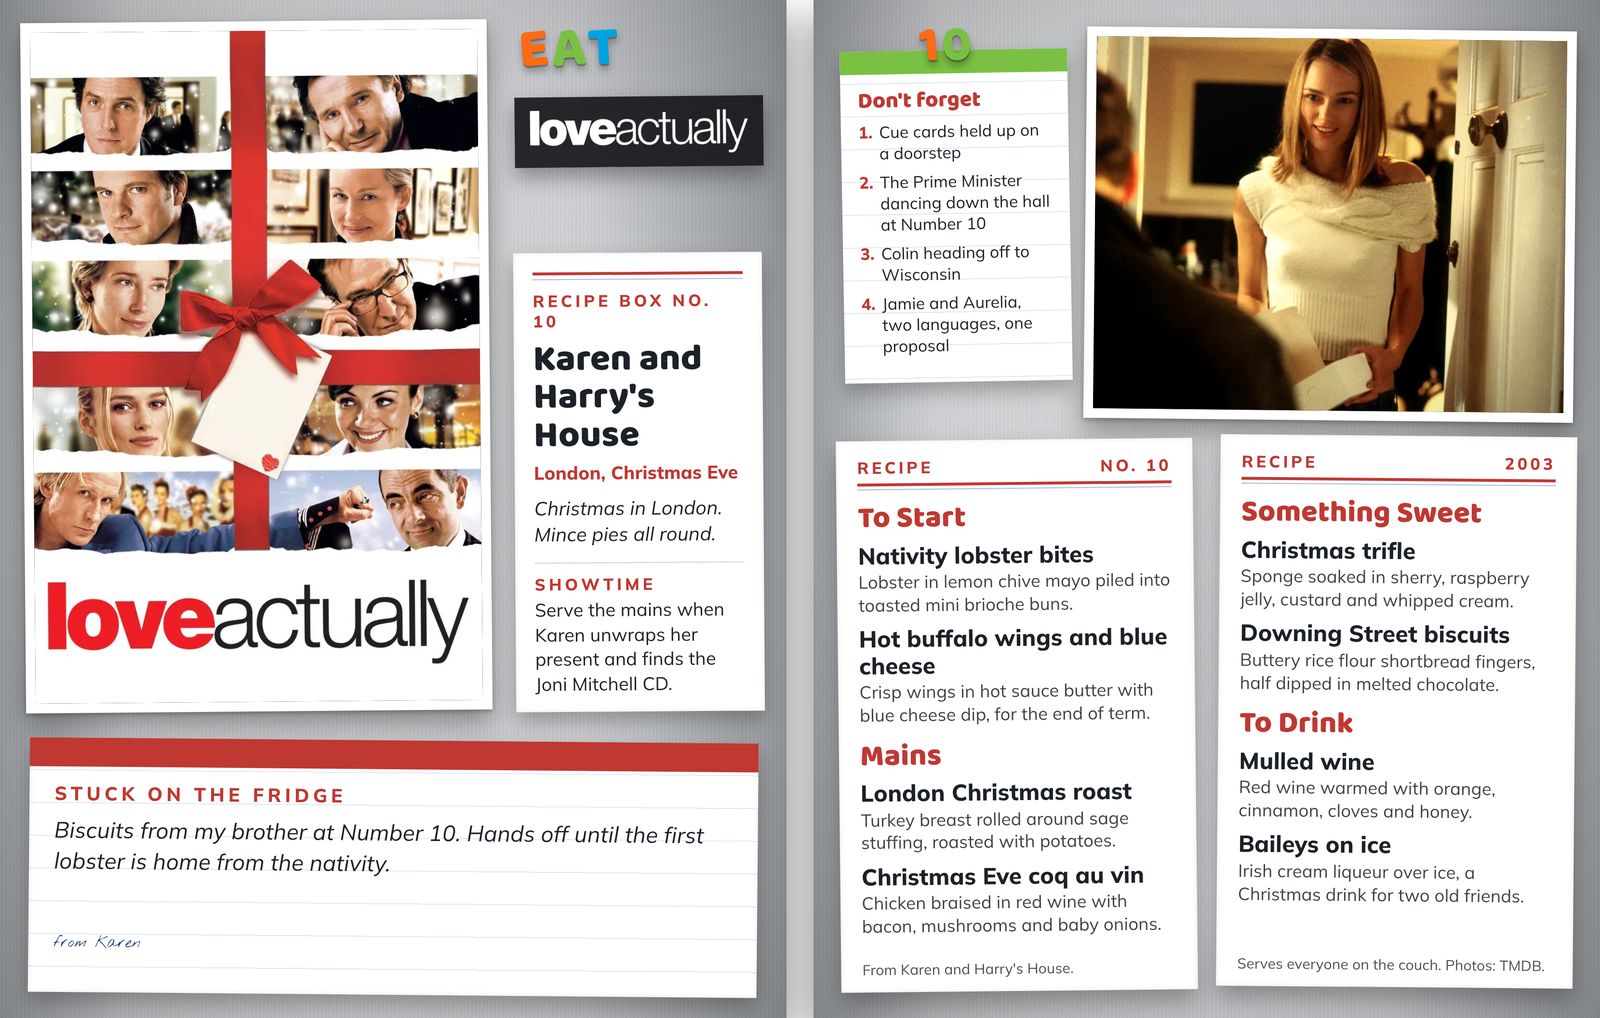 EAT
loveactually
loveactually
RECIPE BOX NO.
10
Karen and
Harry's
House
London, Christmas Eve
Christmas in London.
Mince pies all round.
SHOWTIME
Serve the mains when
Karen unwraps her
present and finds the
Joni Mitchell CD.
STUCK ON THE FRIDGE
Biscuits from my brother at Number 10. Hands off until the first
lobster is home from the nativity.
from Karen
10
Don't forget
1. Cue cards held up on
a doorstep
2. The Prime Minister
dancing down the hall
at Number 10
3. Colin heading off to
Wisconsin
4. Jamie and Aurelia,
two languages, one
proposal
RECIPE NO. 10
To Start
Nativity lobster bites
Lobster in lemon chive mayo piled into
toasted mini brioche buns.
Hot buffalo wings and blue
cheese
Crisp wings in hot sauce butter with
blue cheese dip, for the end of term.
Mains
London Christmas roast
Turkey breast rolled around sage
stuffing, roasted with potatoes.
Christmas Eve coq au vin
Chicken braised in red wine with
bacon, mushrooms and baby onions.
From Karen and Harry's House.
RECIPE 2003
Something Sweet
Christmas trifle
Sponge soaked in sherry, raspberry
jelly, custard and whipped cream.
Downing Street biscuits
Buttery rice flour shortbread fingers,
half dipped in melted chocolate.
To Drink
Mulled wine
Red wine warmed with orange,
cinnamon, cloves and honey.
Baileys on ice
Irish cream liqueur over ice, a
Christmas drink for two old friends.
Serves everyone on the couch. Photos: TMDB.